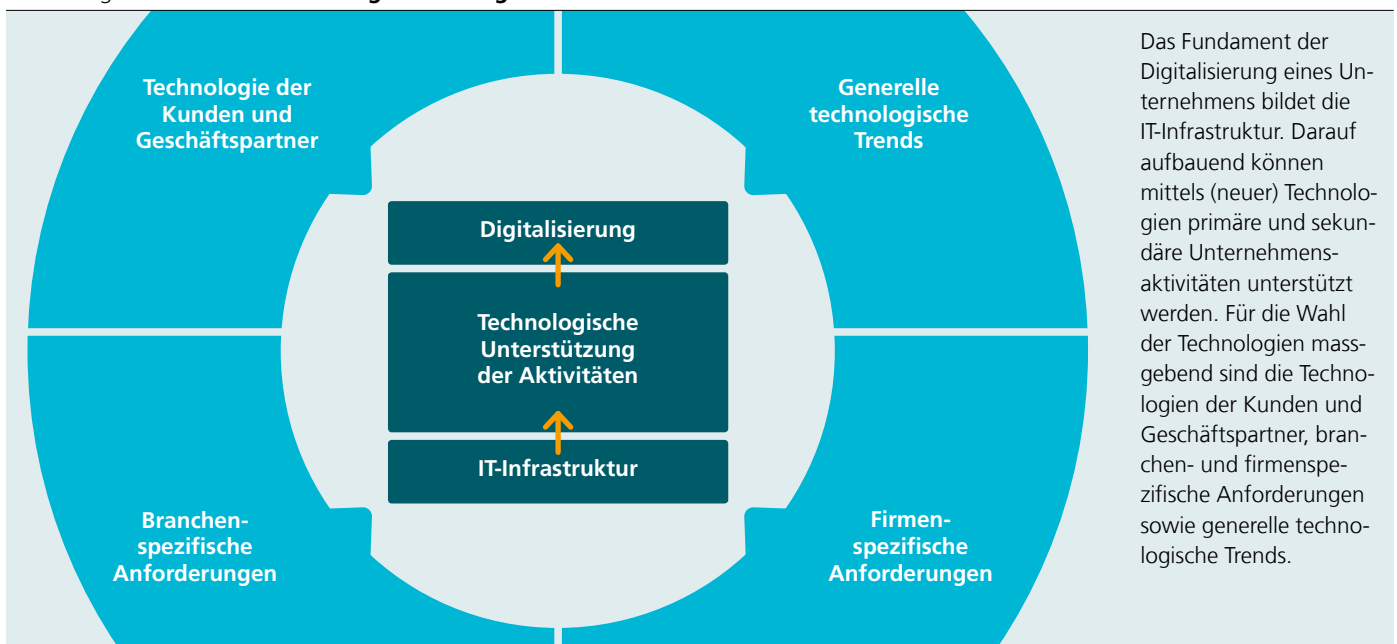 Technologie der
Kunden und
Geschäftspartner
Generelle
technologische
Trends
Digitalisierung
Technologische
Unterstützung
der Aktivitäten
IT-Infrastruktur
Branchen-
spezifische
Anforderungen
Firmen-
spezifische
Anforderungen
Das Fundament der
Digitalisierung eines Un-
ternehmens bildet die
IT-Infrastruktur. Darauf
aufbauend können
mittels (neuer) Technolo-
gien primäre und sekun-
däre Unternehmens-
aktivitäten unterstützt
werden. Für die Wahl
der Technologien mass-
gebend sind die Techno-
logien der Kunden und
Geschäftspartner, bran-
chen- und firmenspe-
zifische Anforderungen
sowie generelle techno-
logische Trends.